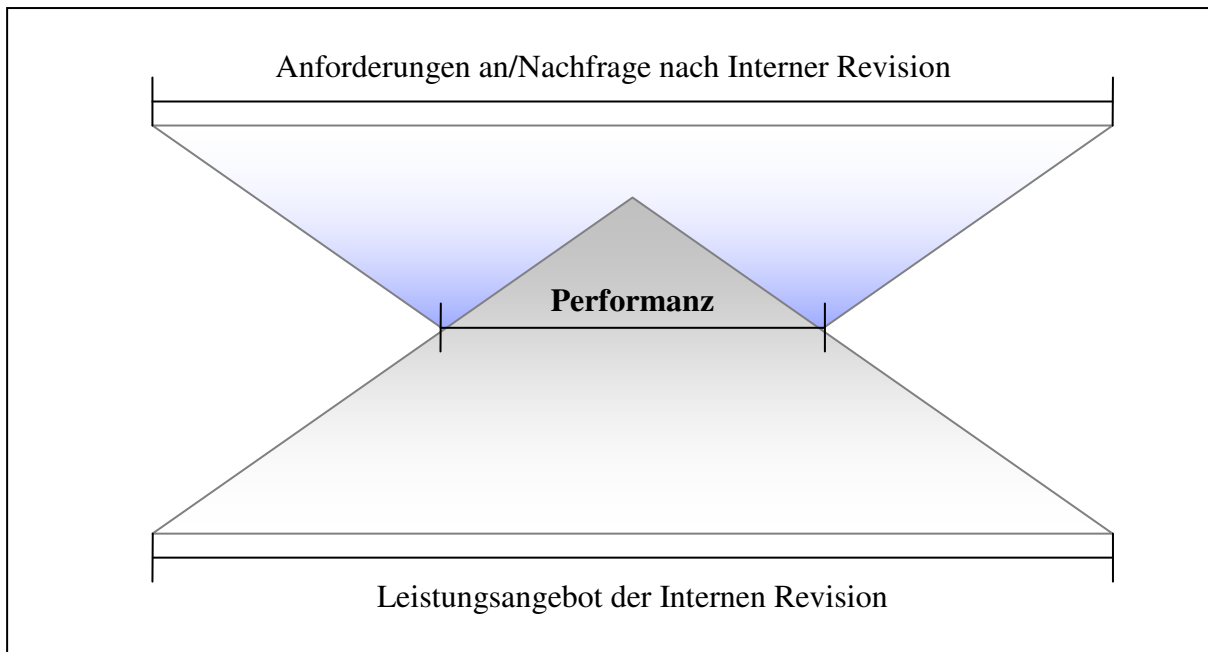 Anforderungen an/Nachfrage nach Interner Revision
Performanz
Leistungsangebot der Internen Revision